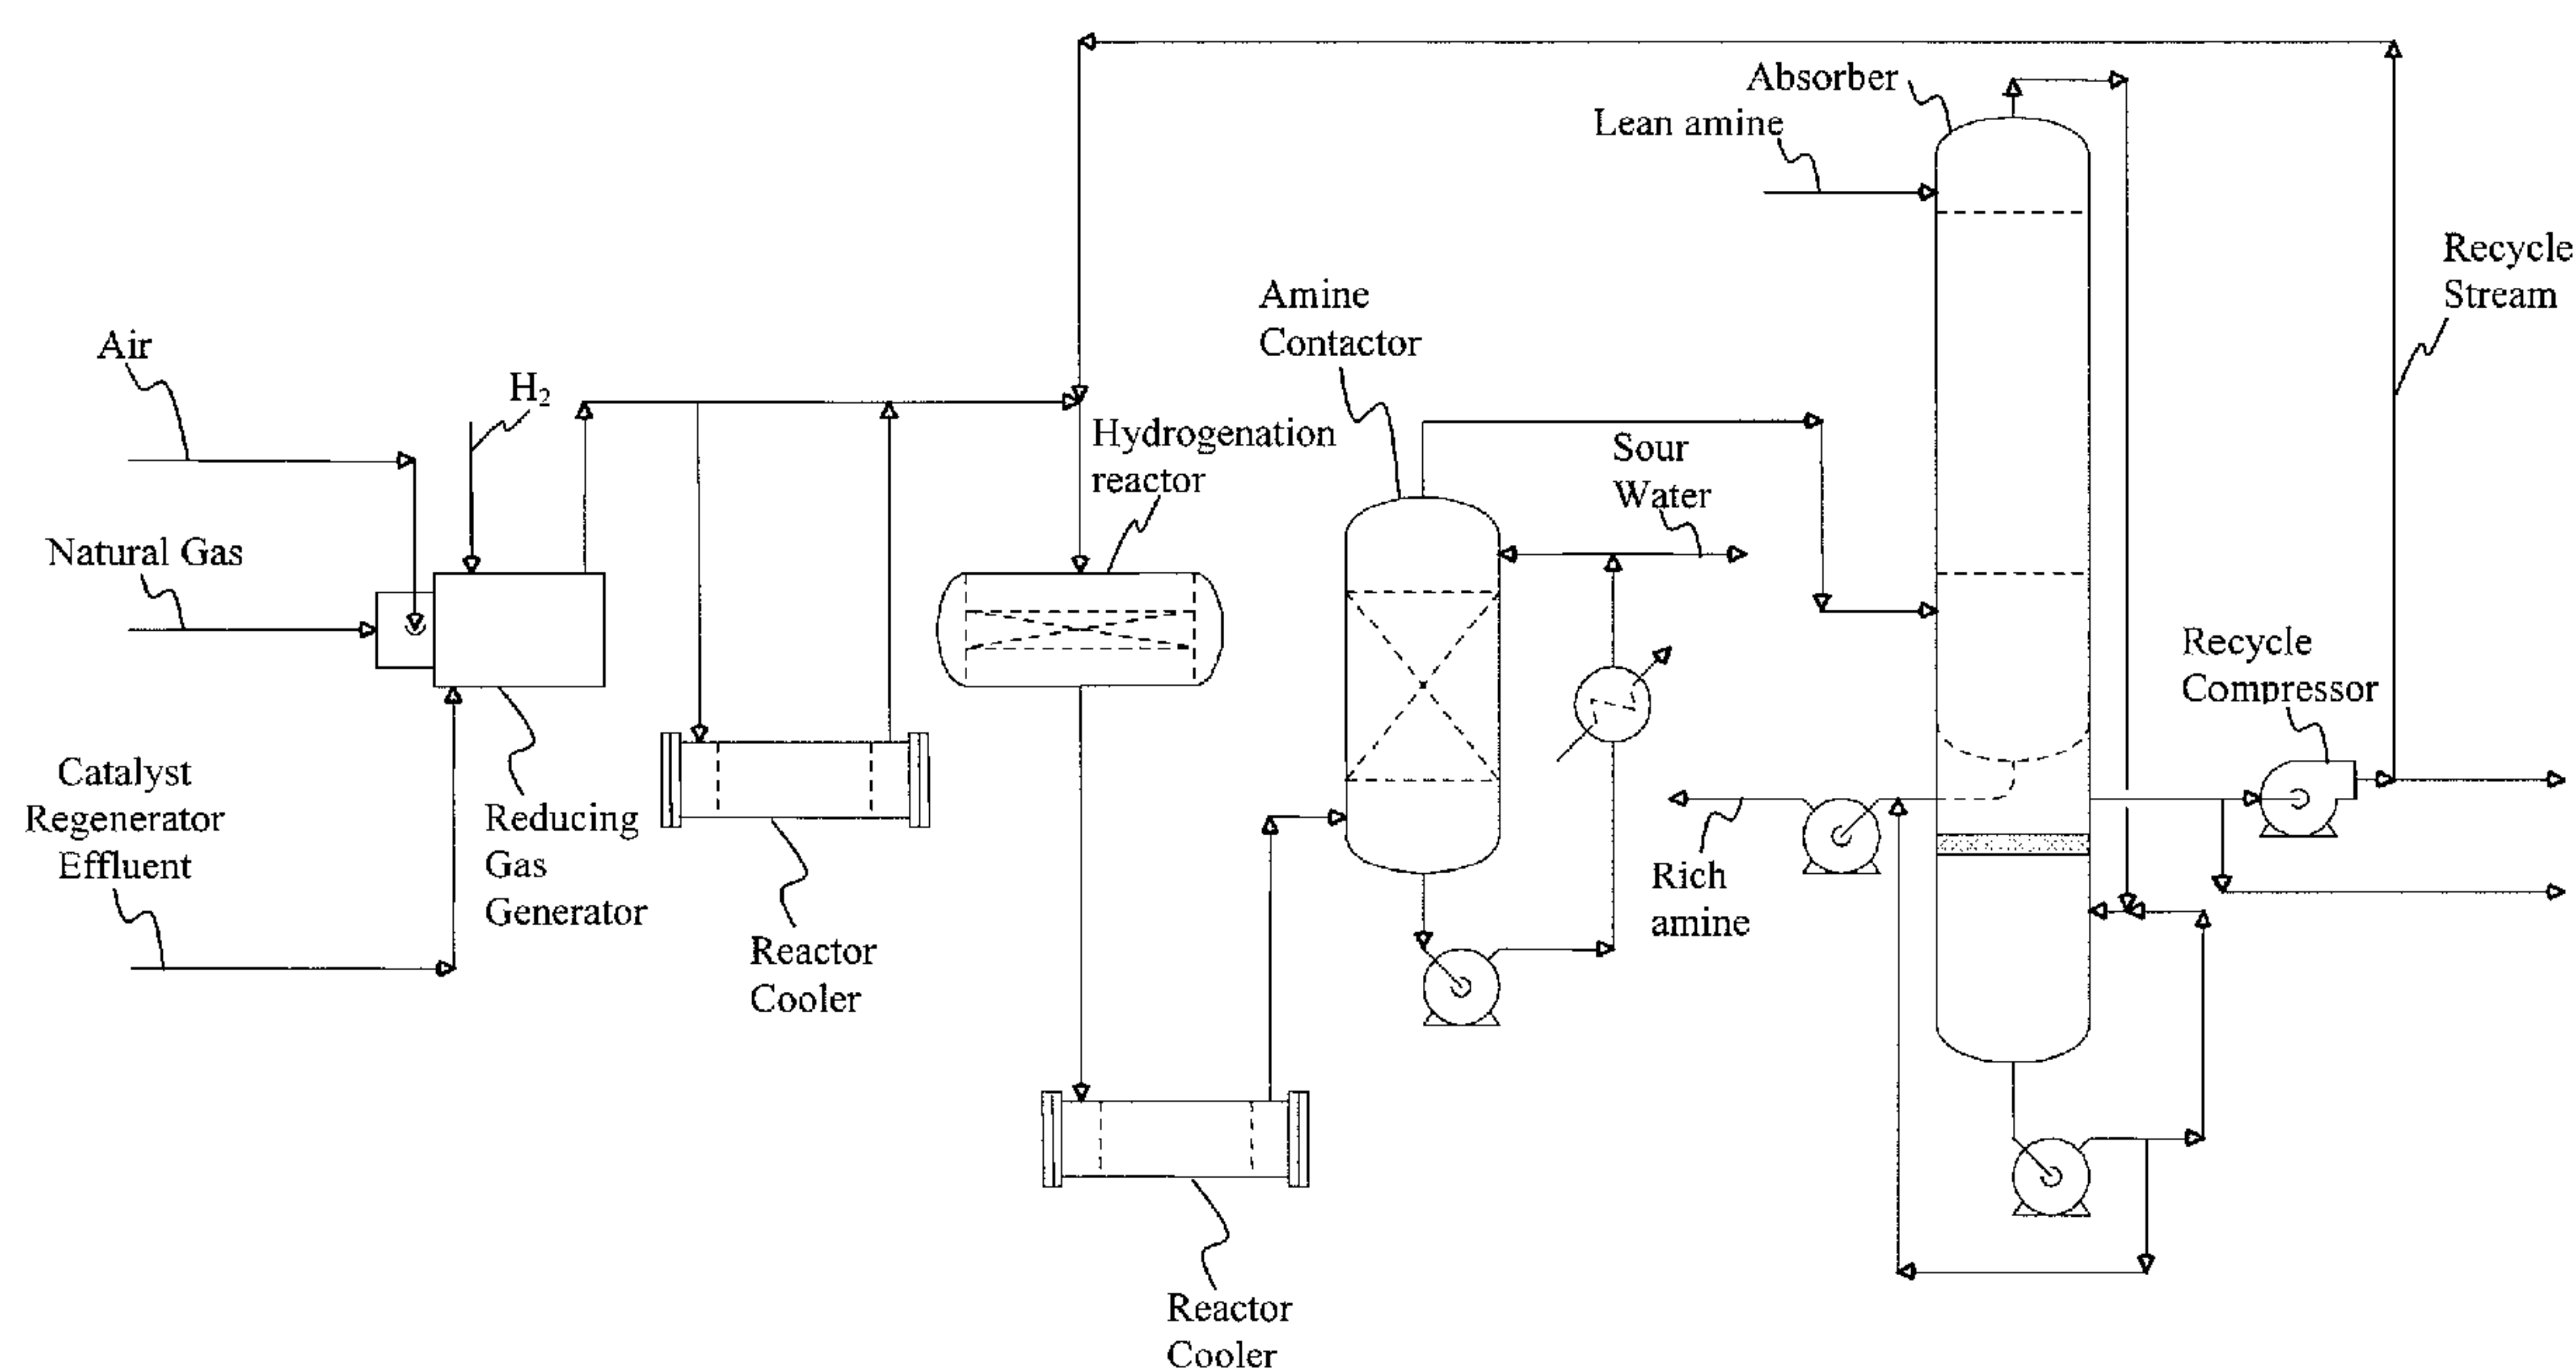 Absorber
Lean amine
Recycle
Stream
Amine
Contactor
Air
H₂
Hydrogenation
reactor
Sour
Water
Natural Gas
Recycle
Compressor
Catalyst
Regenerator
Effluent
Reducing
Gas
Generator
Rich
amine
Reactor
Cooler
Reactor
Cooler